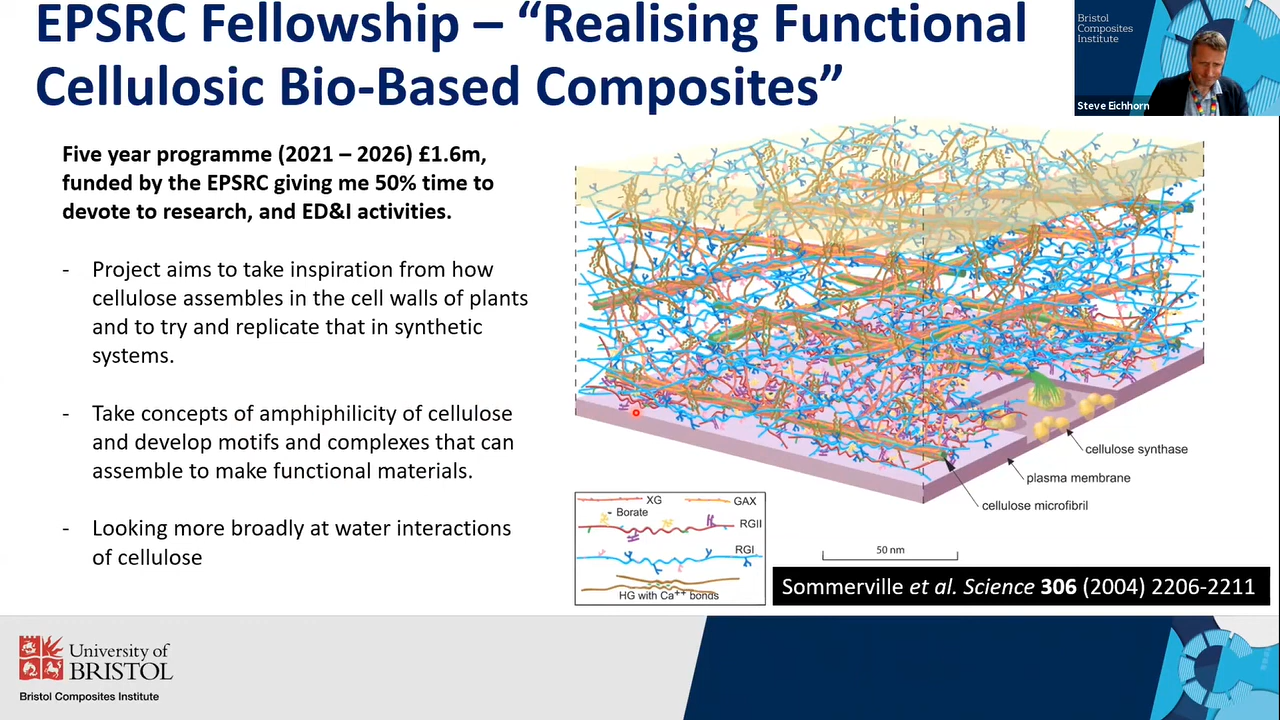 EPSRC Fellowship – “Realising Functional
Cellulosic Bio-Based Composites”
Bristol
Composites
Institute
Steve Eichhorn
Five year programme (2021 – 2026) £1.6m,
funded by the EPSRC giving me 50% time to
devote to research, and ED&I activities.
- Project aims to take inspiration from how
cellulose assembles in the cell walls of plants
and to try and replicate that in synthetic
systems.
- Take concepts of amphiphilicity of cellulose
and develop motifs and complexes that can
assemble to make functional materials.
- Looking more broadly at water interactions
of cellulose
cellulose synthase
plasma membrane
cellulose microfibril
XG
GAX
- Borate
RGII
RGI
HG with Ca⁺⁺ bonds
50 nm
Sommerville et al. Science 306 (2004) 2206-2211
University of
BRISTOL
Bristol Composites Institute